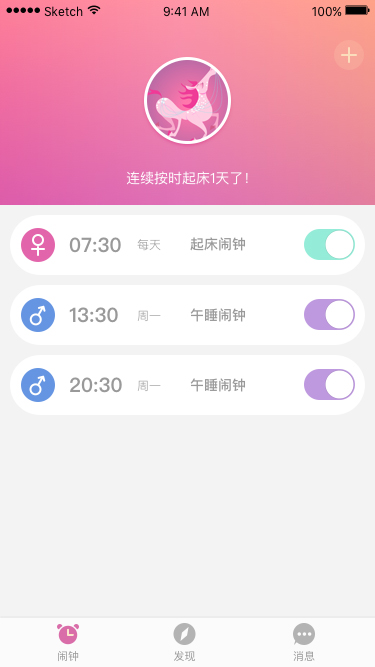 Sketch 9:41 AM 100%
连续按时起床1天了!
07:30 每天 起床闹钟
13:30 周一 午睡闹钟
20:30 周一 午睡闹钟
闹钟 发现 消息